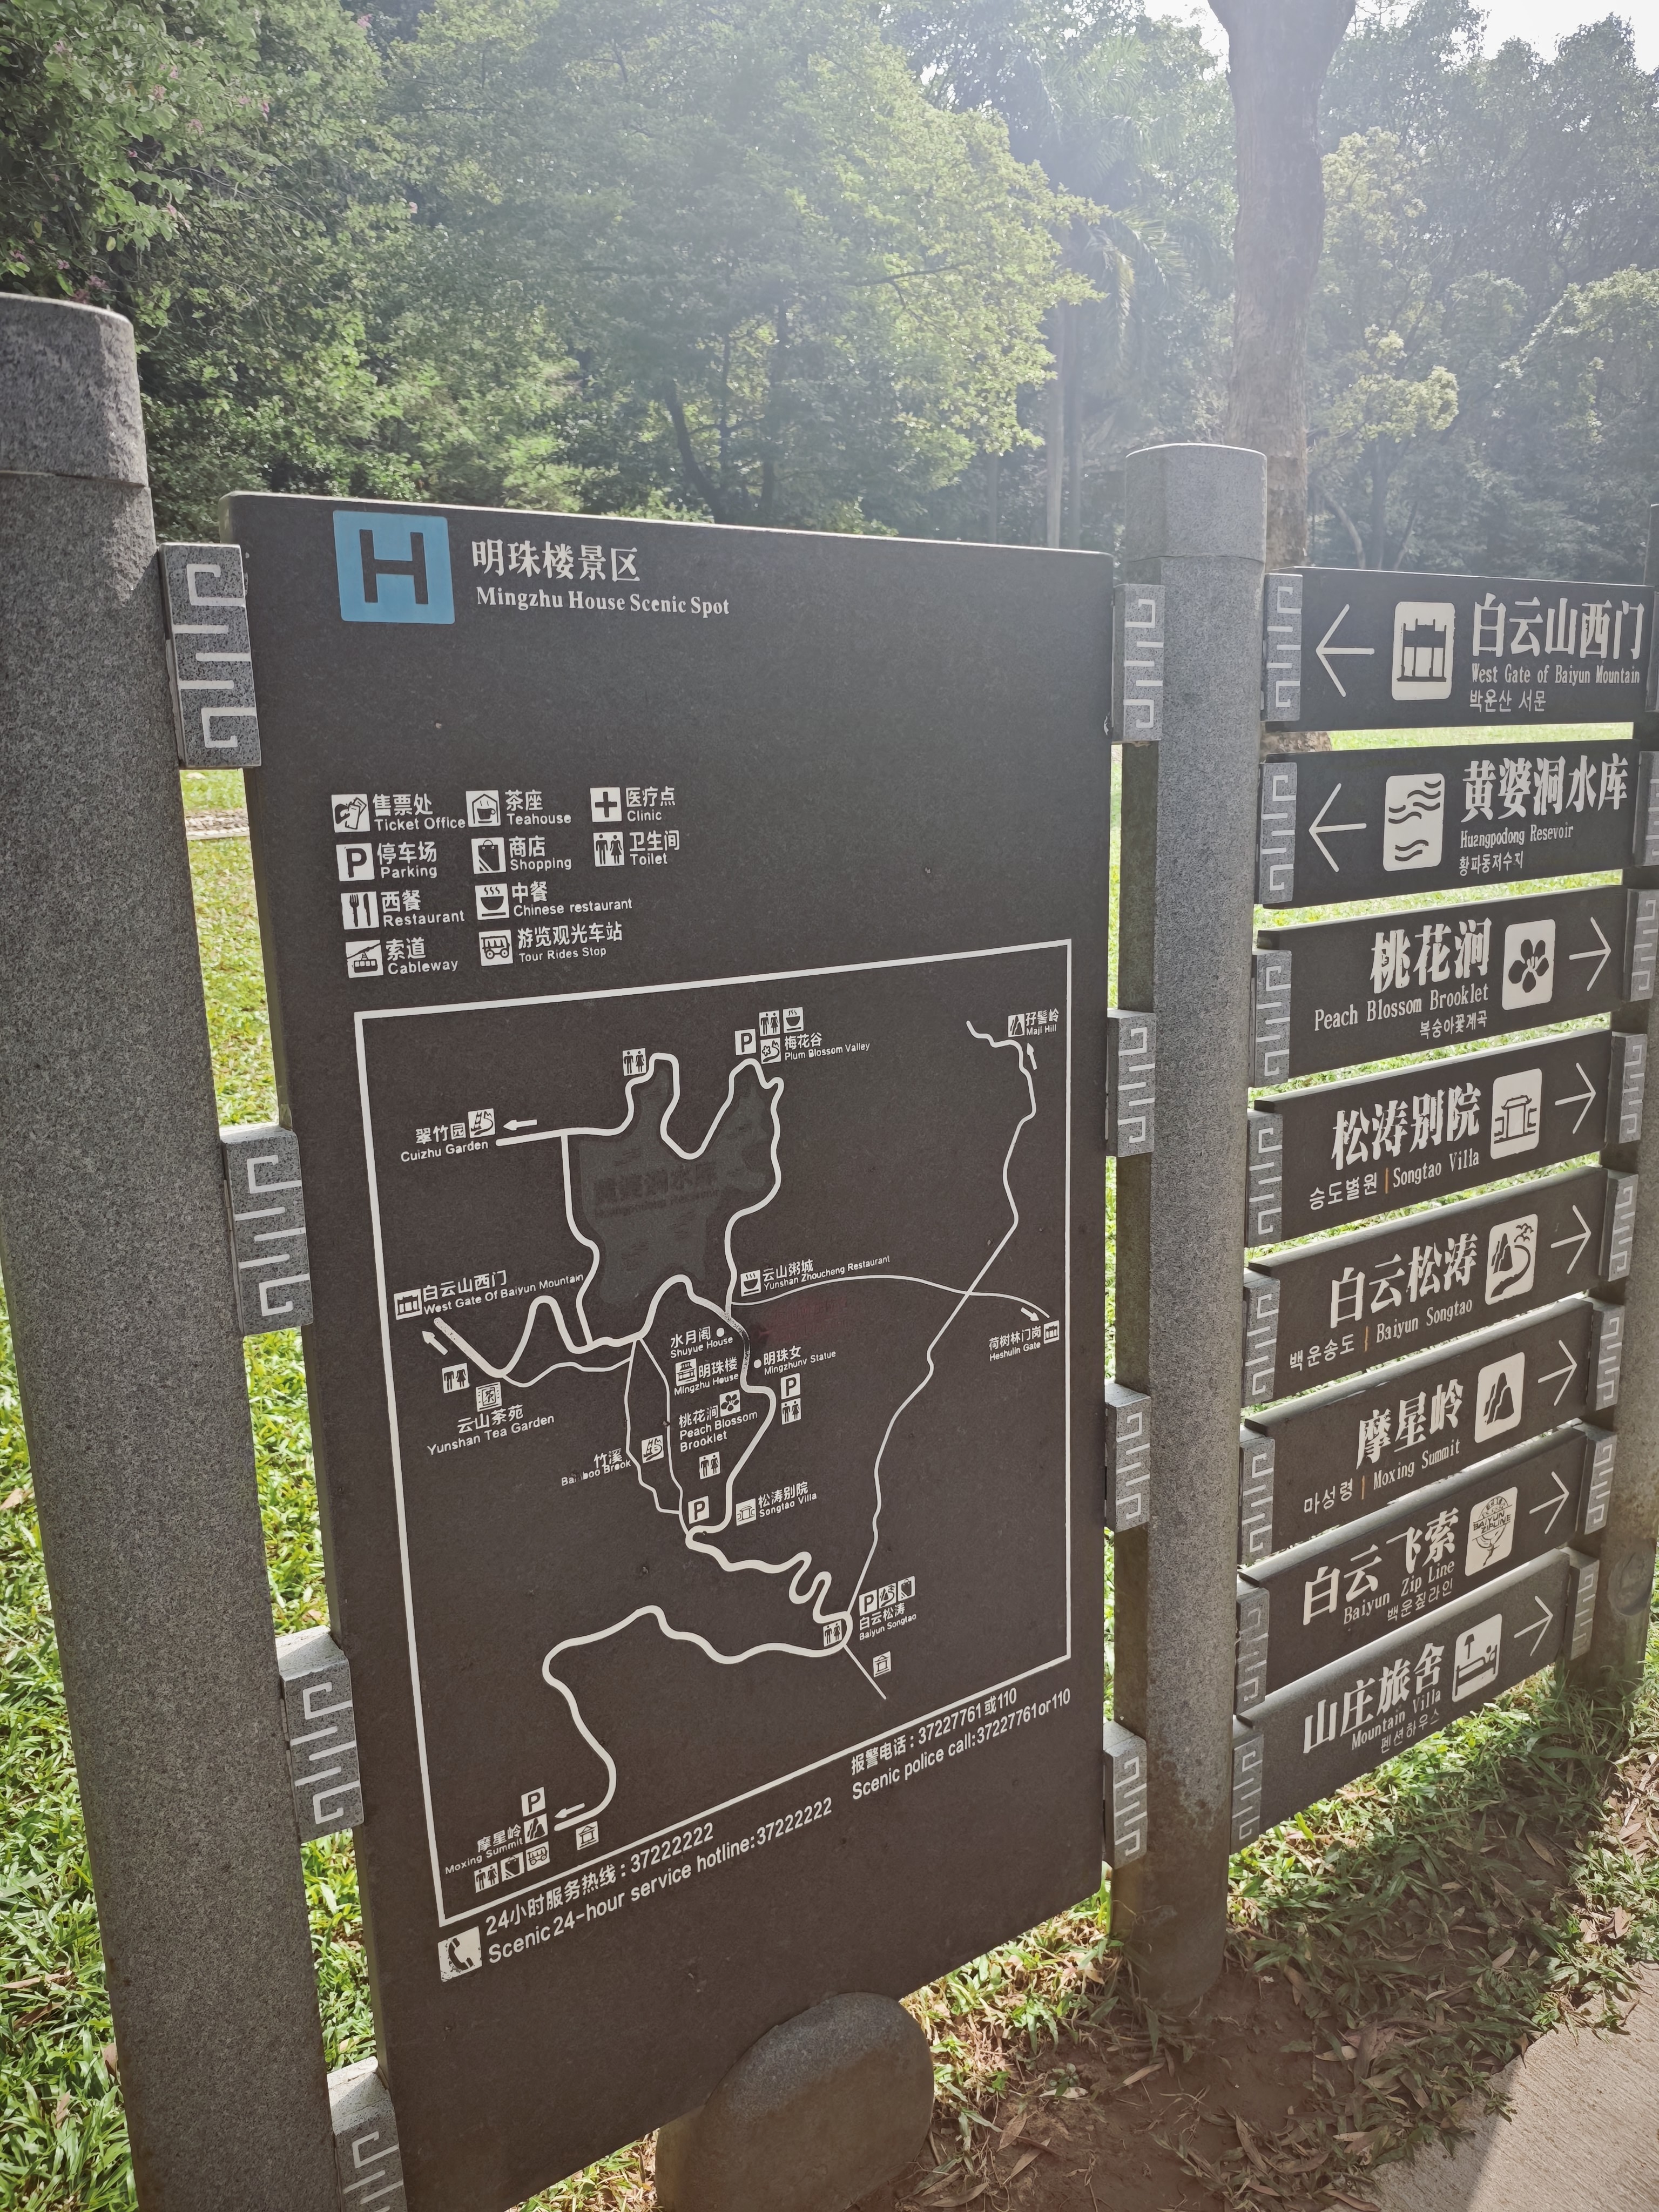 H
明珠楼景区
Mingzhu House Scenic Spot
售票处
Ticket Office
茶座
Teahouse
医疗点
Clinic
P
停车场
Parking
商店
Shopping
卫生间
Toilet
西餐
Restaurant
中餐
Chinese restaurant
索道
Cableway
游览观光车站
Tour Rides Stop
孖髻岭
Maji Hill
P
梅花谷
Plum Blossom Valley
翠竹园
Cuizhu Garden
黄婆洞水库
白云山西门
West Gate Of Baiyun Mountain
云山粥城
Yunshan Zhoucheng Restaurant
荷树林门岗
Heshulin Gate
水月阁
Shuyue House
明珠楼
Mingzhu House
明珠女
Mingzhunv Statue
P
云山茶苑
Yunshan Tea Garden
桃花涧
Peach Blossom
Brooklet
竹溪
Brook
P
松涛别院
Songtao Villa
P
白云松涛
Baiyun Songtao
P
摩星岭
Moxing Summit
24小时服务热线：37222222
Scenic 24-hour service hotline:37222222
报警电话：37227761或110
Scenic police call:37227761or110
白云山西门
West Gate of Baiyun Mountain
박운산 서문
黄婆洞水库
Huangpodong Resevoir
황파동저수지
桃花涧
Peach Blossom Brooklet
복숭아꽃계곡
松涛别院
승도별원 | Songtao Villa
白云松涛
백운송도 | Baiyun Songtao
摩星岭
마성령 | Moxing Summit
白云飞索
Baiyun Zip Line
백운짚라인
BAIYUN
ZIPLINE
山庄旅舍
Mountain Villa
펜션하우스